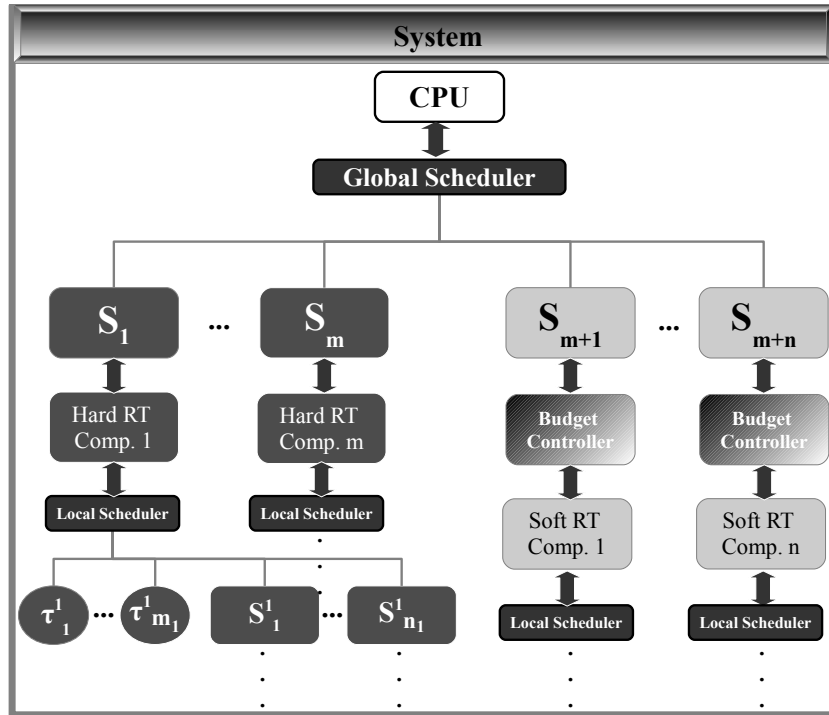 System
CPU
Global Scheduler
S₁ ... Sₘ Sₘ₊₁ ... Sₘ₊ₙ
Hard RT
Comp. 1
Hard RT
Comp. m
Budget
Controller
Budget
Controller
Local Scheduler
Local Scheduler
Soft RT
Comp. 1
Soft RT
Comp. n
τ¹₁ ... τ¹m₁ S¹₁ ... S¹n₁
Local Scheduler
Local Scheduler